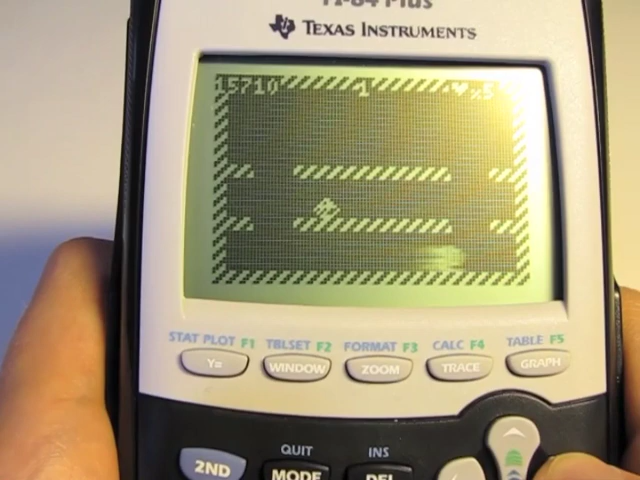 TI-84 Plus
TEXAS INSTRUMENTS
15710 1 x5
STAT PLOT F1 TBLSET F2 FORMAT F3 CALC F4 TABLE F5
Y= WINDOW ZOOM TRACE GRAPH
QUIT INS
2ND MODE DEL